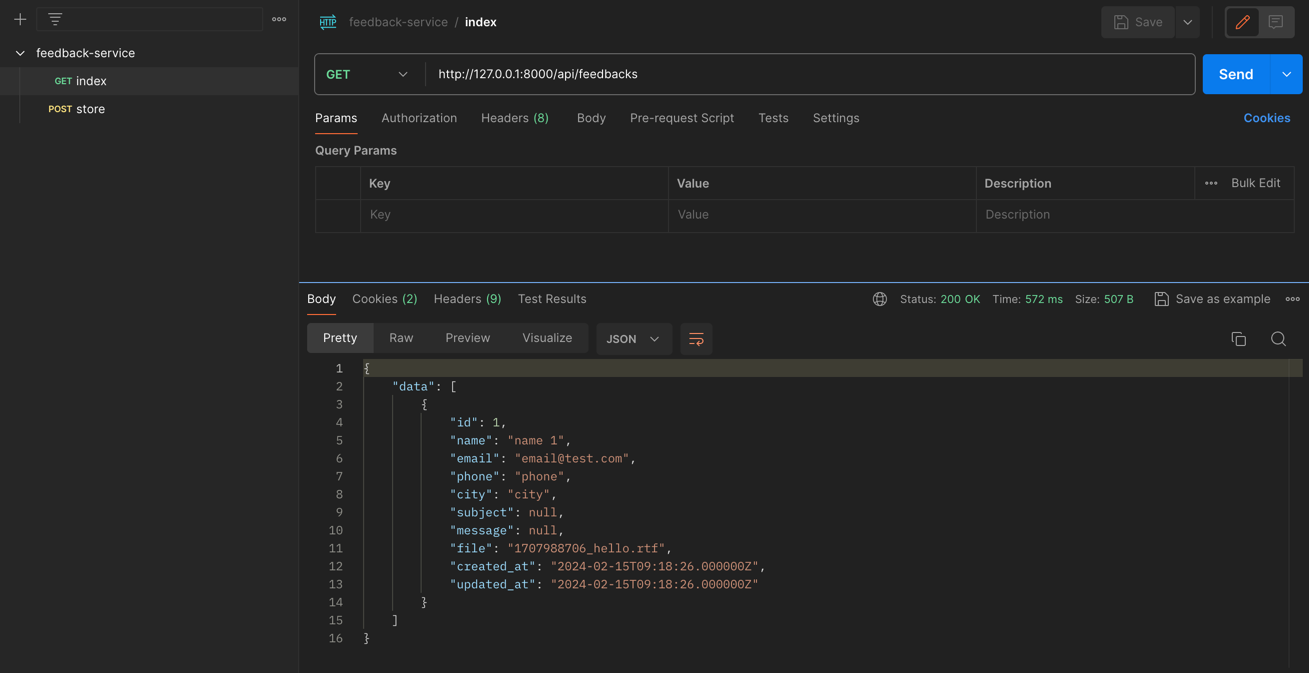 feedback-service
GET index
POST store
HTTP feedback-service / index
Save
GET http://127.0.0.1:8000/api/feedbacks
Send
Params Authorization Headers (8) Body Pre-request Script Tests Settings Cookies
Query Params
Key Value Description Bulk Edit
Key Value Description
Body Cookies (2) Headers (9) Test Results Status: 200 OK Time: 572 ms Size: 507 B Save as example
Pretty Raw Preview Visualize JSON
1 {
2 "data": [
3 {
4 "id": 1,
5 "name": "name 1",
6 "email": "email@test.com",
7 "phone": "phone",
8 "city": "city",
9 "subject": null,
10 "message": null,
11 "file": "1707988706_hello.rtf",
12 "created_at": "2024-02-15T09:18:26.000000Z",
13 "updated_at": "2024-02-15T09:18:26.000000Z"
14 }
15 ]
16 }